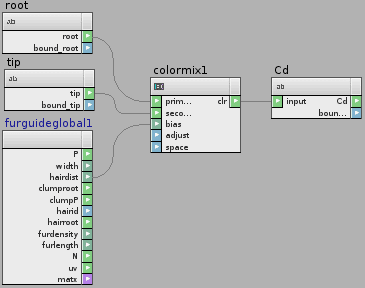 root
ab
root
bound_root
tip
ab
tip
bound_tip
furguideglobal1
P
width
hairdist
clumproot
clumpP
hairid
hairroot
furdensity
furlength
N
uv
matx
colormix1
prim... clr
seco...
bias
adjust
space
Cd
ab
input Cd
boun...